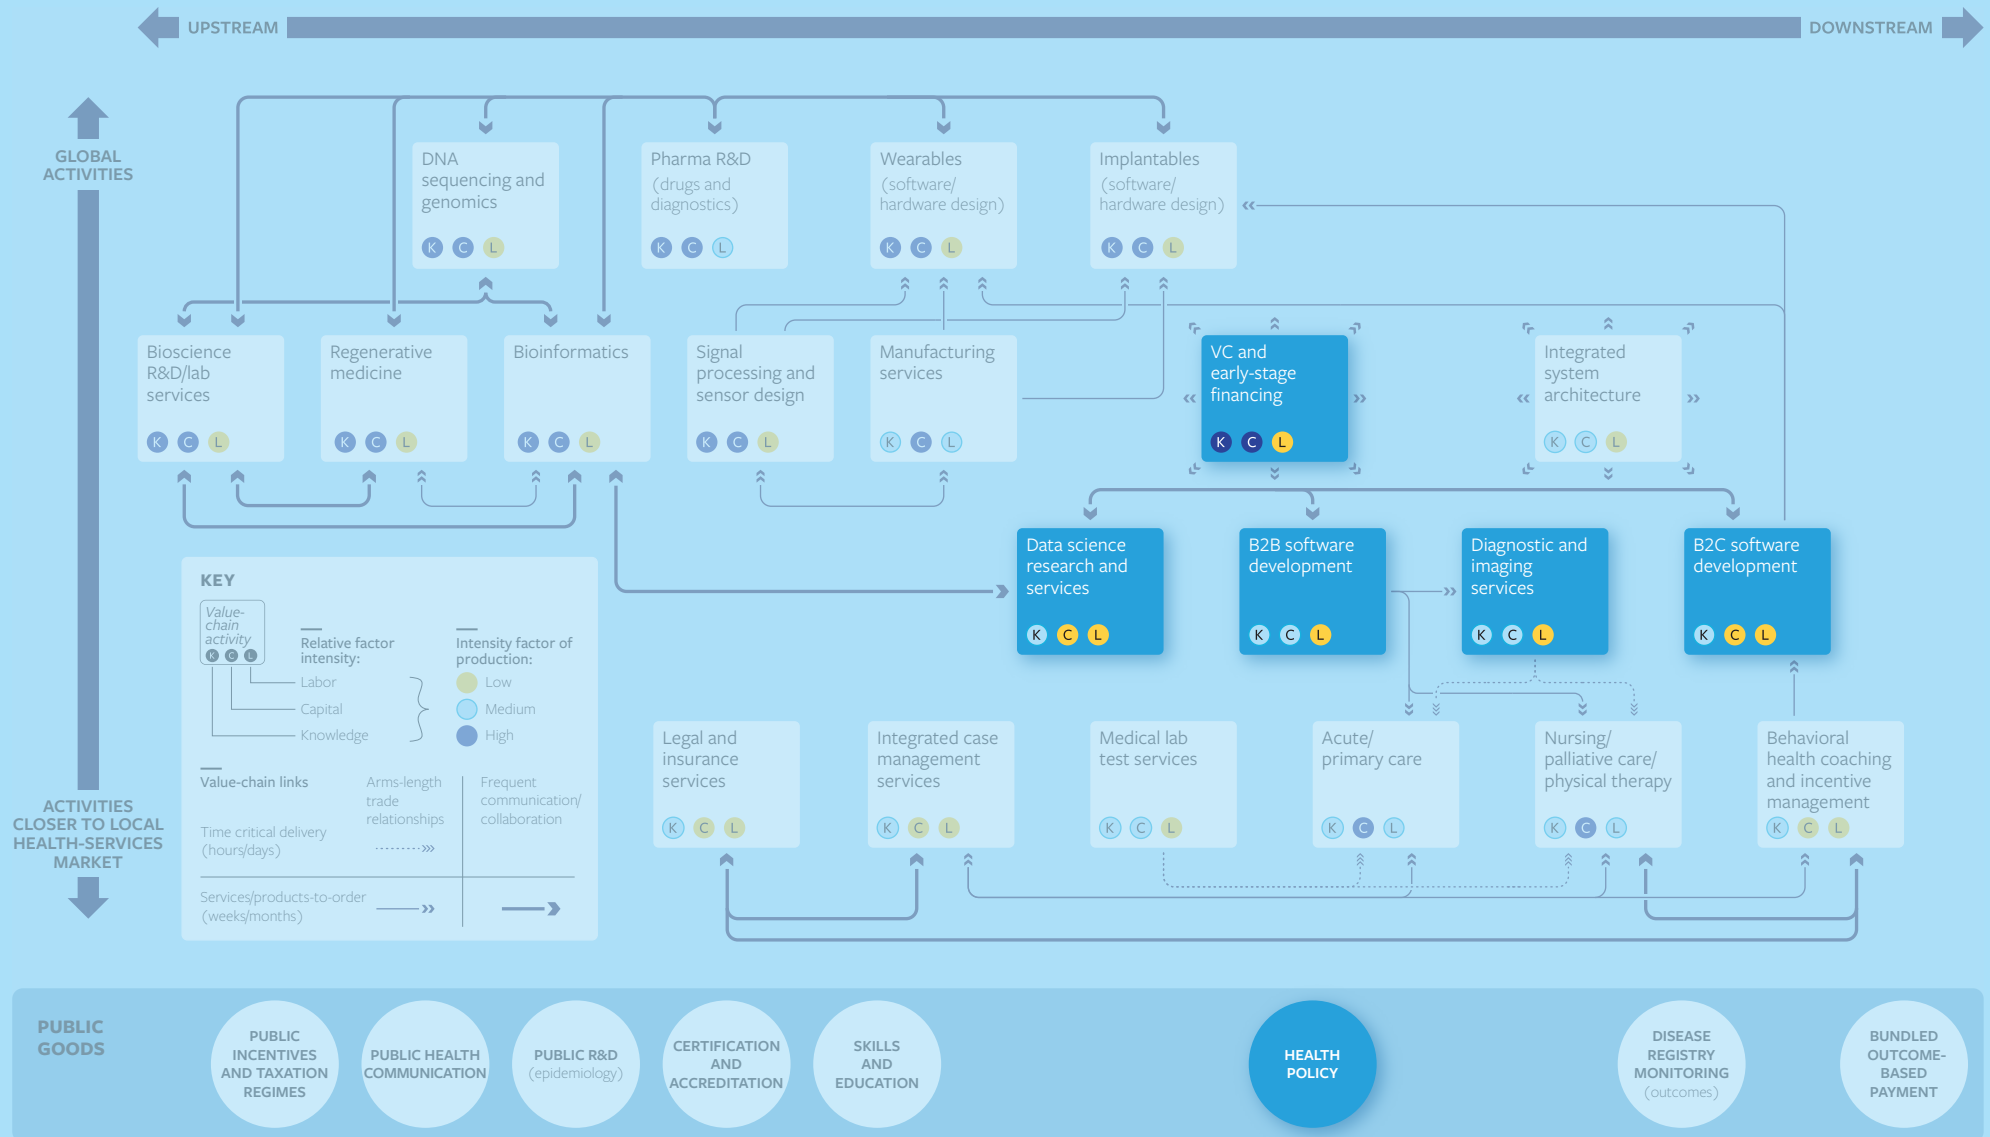 UPSTREAM
DOWNSTREAM
GLOBAL
ACTIVITIES
DNA
sequencing and
genomics
K C L
Pharma R&D
(drugs and
diagnostics)
K C L
Wearables
(software/
hardware design)
K C L
Implantables
(software/
hardware design)
K C L
Bioscience
R&D/lab
services
K C L
Regenerative
medicine
K C L
Bioinformatics
K C L
Signal
processing and
sensor design
K C L
Manufacturing
services
K C L
VC and
early-stage
financing
K C L
Integrated
system
architecture
K C L
Data science
research and
services
K C L
B2B software
development
K C L
Diagnostic and
imaging
services
K C L
B2C software
development
K C L
Legal and
insurance
services
K C L
Integrated case
management
services
K C L
Medical lab
test services
K C L
Acute/
primary care
K C L
Nursing/
palliative care/
physical therapy
K C L
Behavioral
health coaching
and incentive
management
K C L
ACTIVITIES
CLOSER TO LOCAL
HEALTH-SERVICES
MARKET
KEY
Value-
chain
activity
K C L
Relative factor
intensity:
Labor
Capital
Knowledge
Intensity factor of
production:
Low
Medium
High
Value-chain links
Arms-length
trade
relationships
Frequent
communication/
collaboration
Time critical delivery
(hours/days)
Services/products-to-order
(weeks/months)
PUBLIC
GOODS
PUBLIC
INCENTIVES
AND TAXATION
REGIMES
PUBLIC HEALTH
COMMUNICATION
PUBLIC R&D
(epidemiology)
CERTIFICATION
AND
ACCREDITATION
SKILLS
AND
EDUCATION
HEALTH
POLICY
DISEASE
REGISTRY
MONITORING
(outcomes)
BUNDLED
OUTCOME-
BASED
PAYMENT